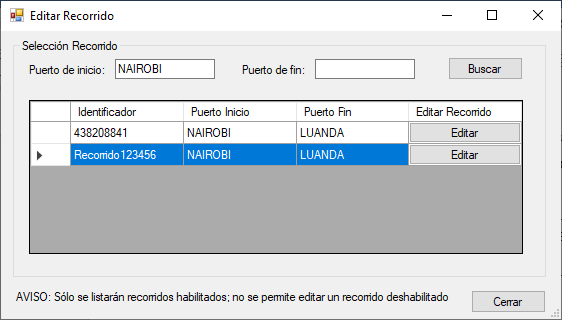 Editar Recorrido
Selección Recorrido
Puerto de inicio: NAIROBI Puerto de fin: Buscar
Identificador Puerto Inicio Puerto Fin Editar Recorrido
438208841 NAIROBI LUANDA Editar
Recorrido123456 NAIROBI LUANDA Editar
AVISO: Sólo se listarán recorridos habilitados; no se permite editar un recorrido deshabilitado
Cerrar